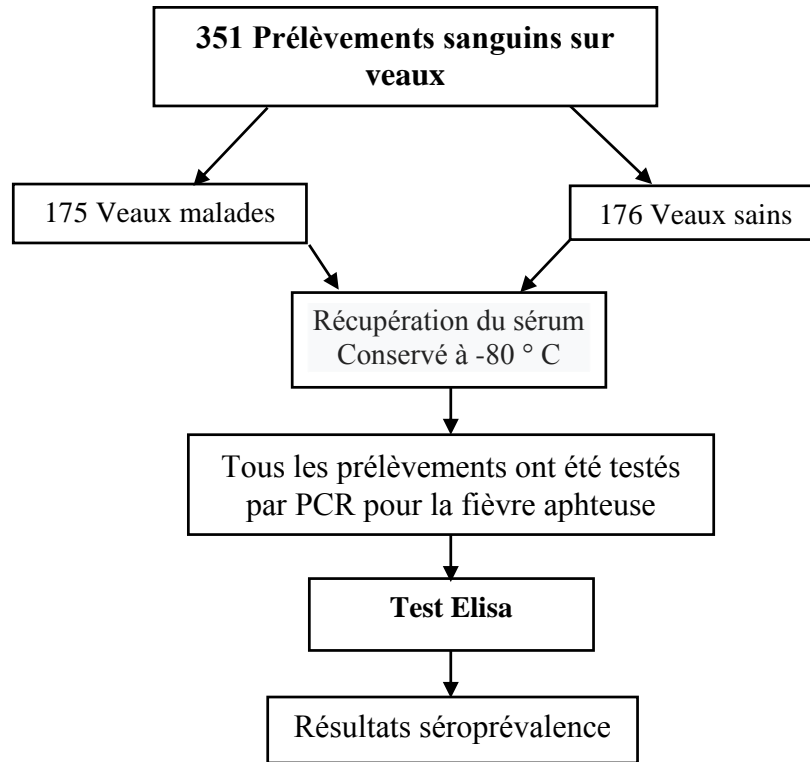 351 Prélèvements sanguins sur
veaux
175 Veaux malades
176 Veaux sains
Récupération du sérum
Conservé à -80 ° C
Tous les prélèvements ont été testés
par PCR pour la fièvre aphteuse
Test Elisa
Résultats séroprévalence